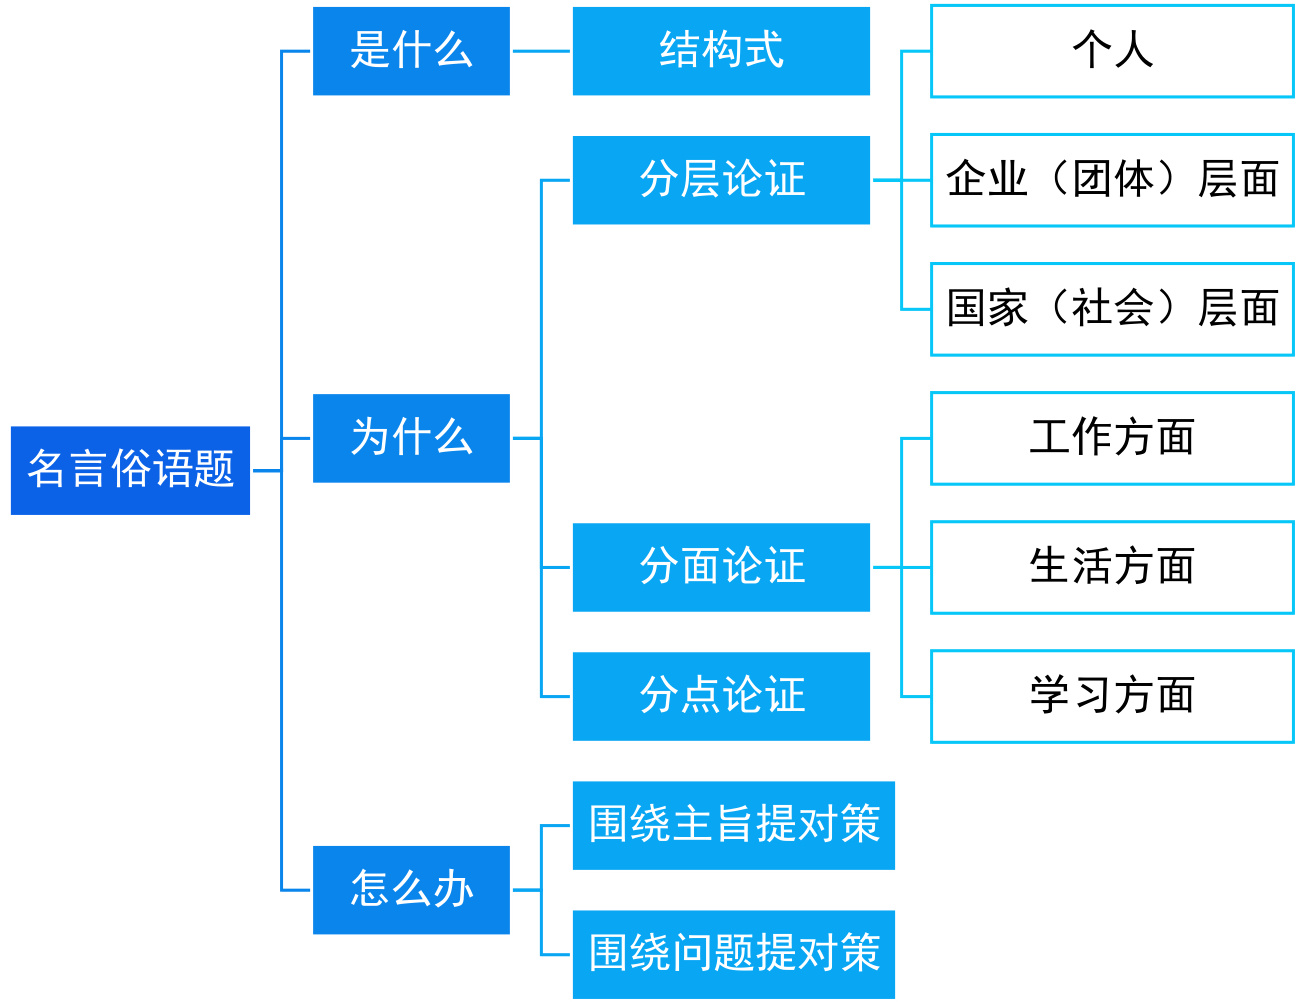 名言俗语题
是什么
结构式
为什么
分层论证
个人
企业（团体）层面
国家（社会）层面
分面论证
工作方面
生活方面
学习方面
分点论证
怎么办
围绕主旨提对策
围绕问题提对策